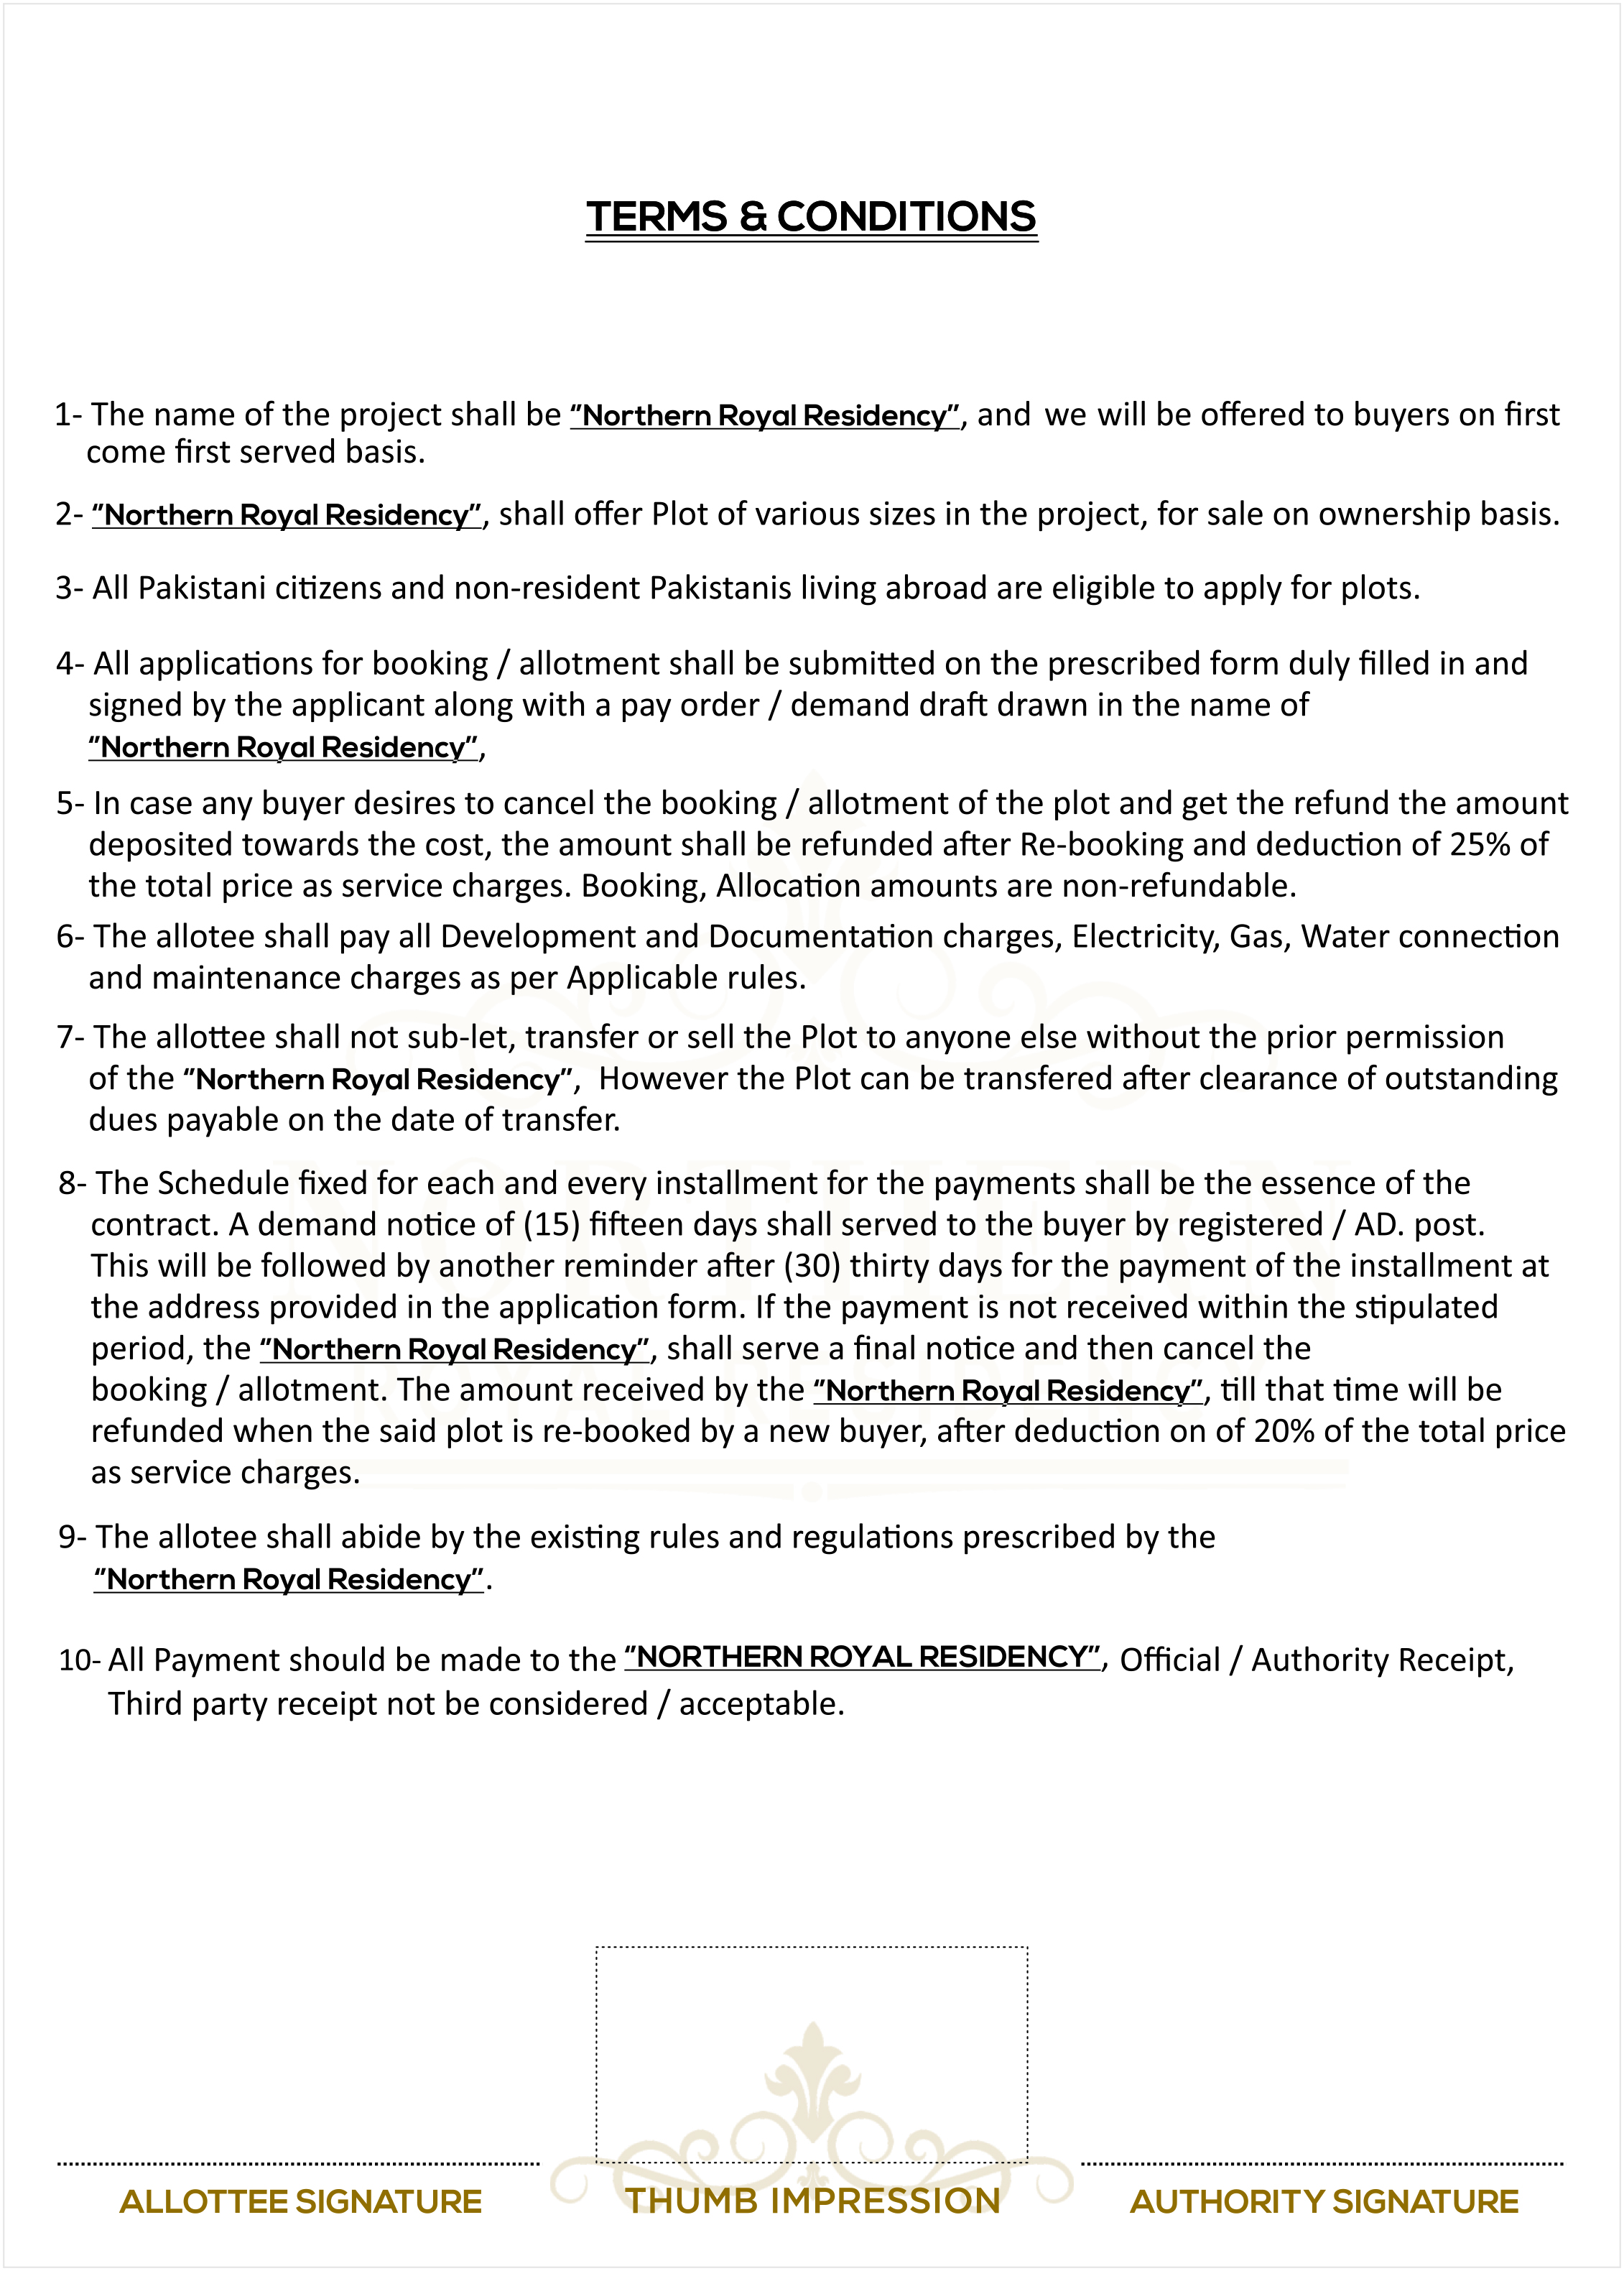 TERMS & CONDITIONS
1- The name of the project shall be "Northern Royal Residency", and we will be offered to buyers on first
come first served basis.
2- "Northern Royal Residency", shall offer Plot of various sizes in the project, for sale on ownership basis.
3- All Pakistani citizens and non-resident Pakistanis living abroad are eligible to apply for plots.
4- All applications for booking / allotment shall be submitted on the prescribed form duly filled in and
signed by the applicant along with a pay order / demand draft drawn in the name of
"Northern Royal Residency",
5- In case any buyer desires to cancel the booking / allotment of the plot and get the refund the amount
deposited towards the cost, the amount shall be refunded after Re-booking and deduction of 25% of
the total price as service charges. Booking, Allocation amounts are non-refundable.
6- The allotee shall pay all Development and Documentation charges, Electricity, Gas, Water connection
and maintenance charges as per Applicable rules.
7- The allottee shall not sub-let, transfer or sell the Plot to anyone else without the prior permission
of the "Northern Royal Residency", However the Plot can be transfered after clearance of outstanding
dues payable on the date of transfer.
8- The Schedule fixed for each and every installment for the payments shall be the essence of the
contract. A demand notice of (15) fifteen days shall served to the buyer by registered / AD. post.
This will be followed by another reminder after (30) thirty days for the payment of the installment at
the address provided in the application form. If the payment is not received within the stipulated
period, the "Northern Royal Residency", shall serve a final notice and then cancel the
booking / allotment. The amount received by the "Northern Royal Residency", till that time will be
refunded when the said plot is re-booked by a new buyer, after deduction on of 20% of the total price
as service charges.
9- The allotee shall abide by the existing rules and regulations prescribed by the
"Northern Royal Residency".
10- All Payment should be made to the "NORTHERN ROYAL RESIDENCY", Official / Authority Receipt,
Third party receipt not be considered / acceptable.
NORTHERN
ROYAL RESIDENCY
ALLOTTEE SIGNATURE
THUMB IMPRESSION
AUTHORITY SIGNATURE